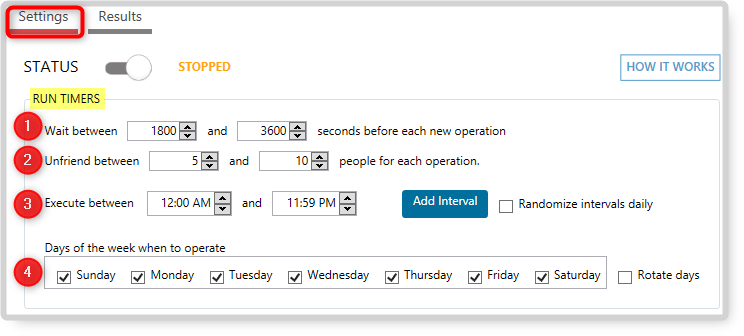 Settings Results
STATUS STOPPED HOW IT WORKS
RUN TIMERS
1 Wait between 1800 and 3600 seconds before each new operation
2 Unfriend between 5 and 10 people for each operation.
3 Execute between 12:00 AM and 11:59 PM Add Interval Randomize intervals daily
Days of the week when to operate
4 Sunday Monday Tuesday Wednesday Thursday Friday Saturday Rotate days